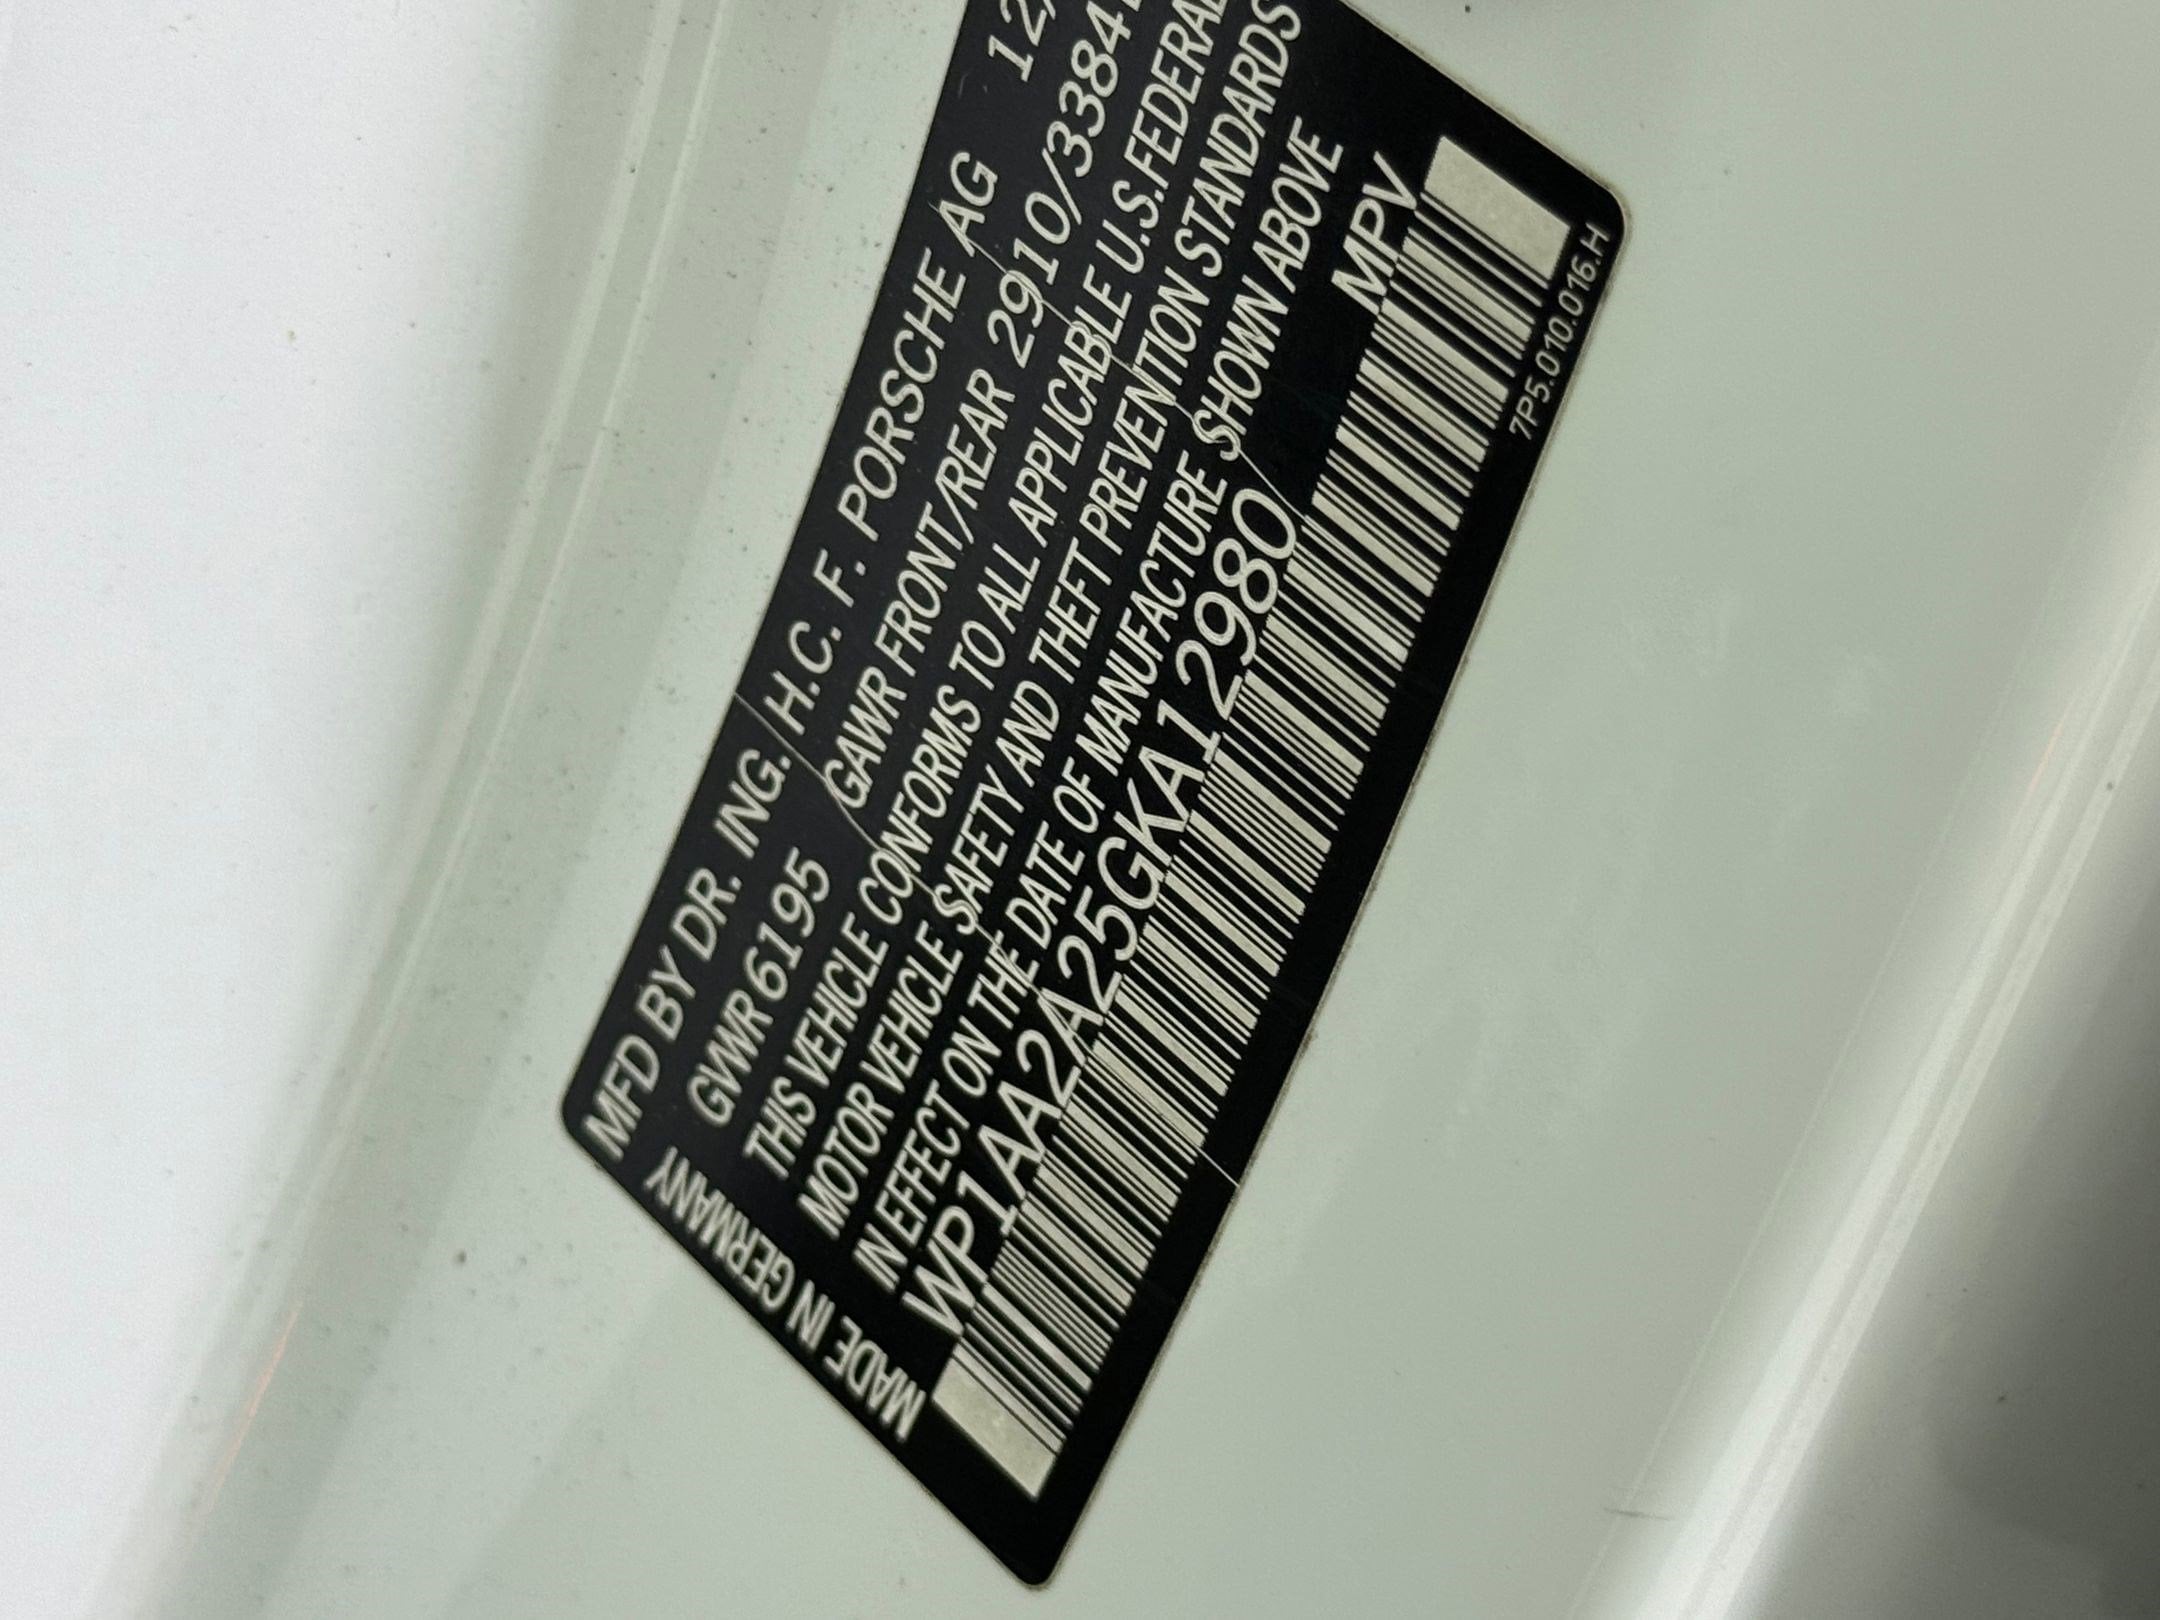 MFD BY DR. ING. H.C. F. PORSCHE AG 12/
GVWR 6195 GAWR FRONT/REAR 2910/3384
THIS VEHICLE CONFORMS TO ALL APPLICABLE U.S.FEDERAL
MOTOR VEHICLE SAFETY AND THEFT PREVENTION STANDARDS
IN EFFECT ON THE DATE OF MANUFACTURE SHOWN ABOVE
WP1AA2A25GKA12980 MPV
MADE IN GERMANY
7P5.010.016.H